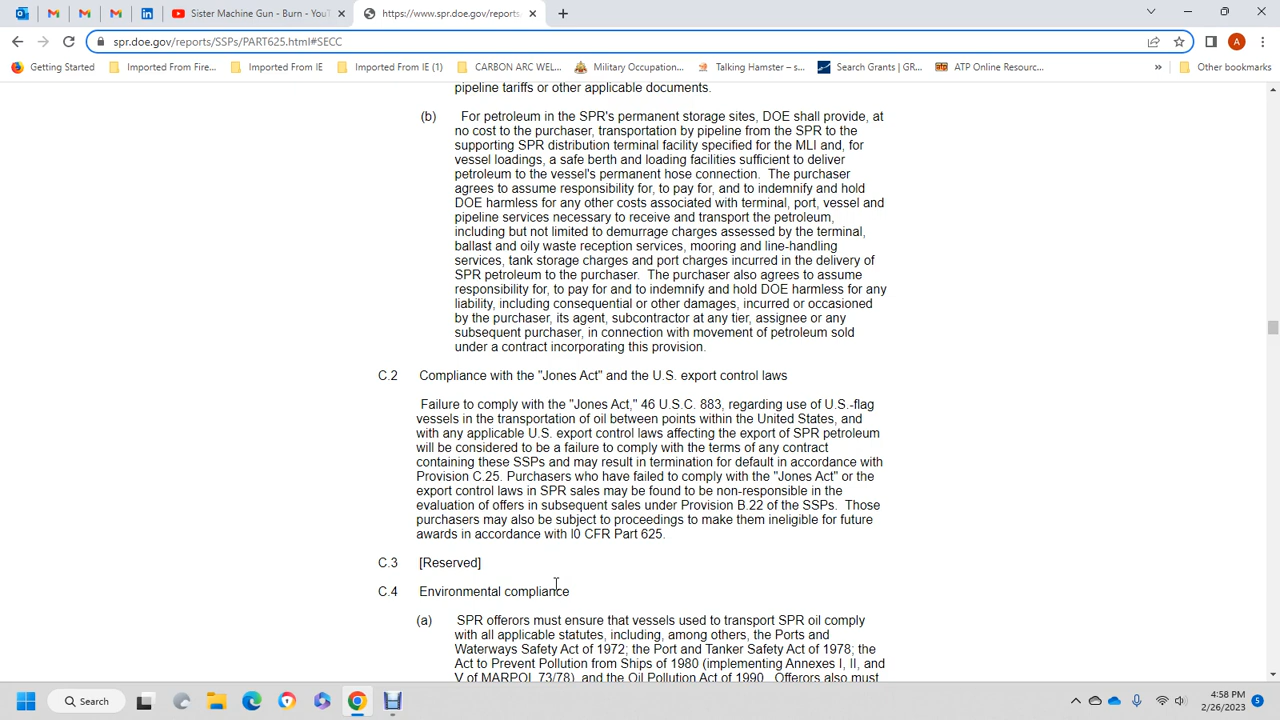 Sister Machine Gun - Burn - YouT
https://www.spr.doe.gov/reports.
spr.doe.gov/reports/SSPs/PART625.html#SECC
A
Getting Started
Imported From Fire...
Imported From IE
Imported From IE (1)
CARBON ARC WEL...
Military Occupation...
Talking Hamster – s...
Search Grants | GR...
ATP Online Resourc...
»
Other bookmarks
pipeline tariffs or other applicable documents.
(b) For petroleum in the SPR's permanent storage sites, DOE shall provide, at
no cost to the purchaser, transportation by pipeline from the SPR to the
supporting SPR distribution terminal facility specified for the MLI and, for
vessel loadings, a safe berth and loading facilities sufficient to deliver
petroleum to the vessel's permanent hose connection. The purchaser
agrees to assume responsibility for, to pay for, and to indemnify and hold
DOE harmless for any other costs associated with terminal, port, vessel and
pipeline services necessary to receive and transport the petroleum,
including but not limited to demurrage charges assessed by the terminal,
ballast and oily waste reception services, mooring and line-handling
services, tank storage charges and port charges incurred in the delivery of
SPR petroleum to the purchaser. The purchaser also agrees to assume
responsibility for, to pay for and to indemnify and hold DOE harmless for any
liability, including consequential or other damages, incurred or occasioned
by the purchaser, its agent, subcontractor at any tier, assignee or any
subsequent purchaser, in connection with movement of petroleum sold
under a contract incorporating this provision.
C.2 Compliance with the "Jones Act" and the U.S. export control laws
Failure to comply with the "Jones Act," 46 U.S.C. 883, regarding use of U.S.-flag
vessels in the transportation of oil between points within the United States, and
with any applicable U.S. export control laws affecting the export of SPR petroleum
will be considered to be a failure to comply with the terms of any contract
containing these SSPs and may result in termination for default in accordance with
Provision C.25. Purchasers who have failed to comply with the "Jones Act" or the
export control laws in SPR sales may be found to be non-responsible in the
evaluation of offers in subsequent sales under Provision B.22 of the SSPs. Those
purchasers may also be subject to proceedings to make them ineligible for future
awards in accordance with l0 CFR Part 625.
C.3 [Reserved]
C.4 Environmental compliance
(a) SPR offerors must ensure that vessels used to transport SPR oil comply
with all applicable statutes, including, among others, the Ports and
Waterways Safety Act of 1972; the Port and Tanker Safety Act of 1978; the
Act to Prevent Pollution from Ships of 1980 (implementing Annexes I, II, and
V of MARPOL 73/78), and the Oil Pollution Act of 1990. Offerors also must
Search
4:58 PM
2/26/2023
5